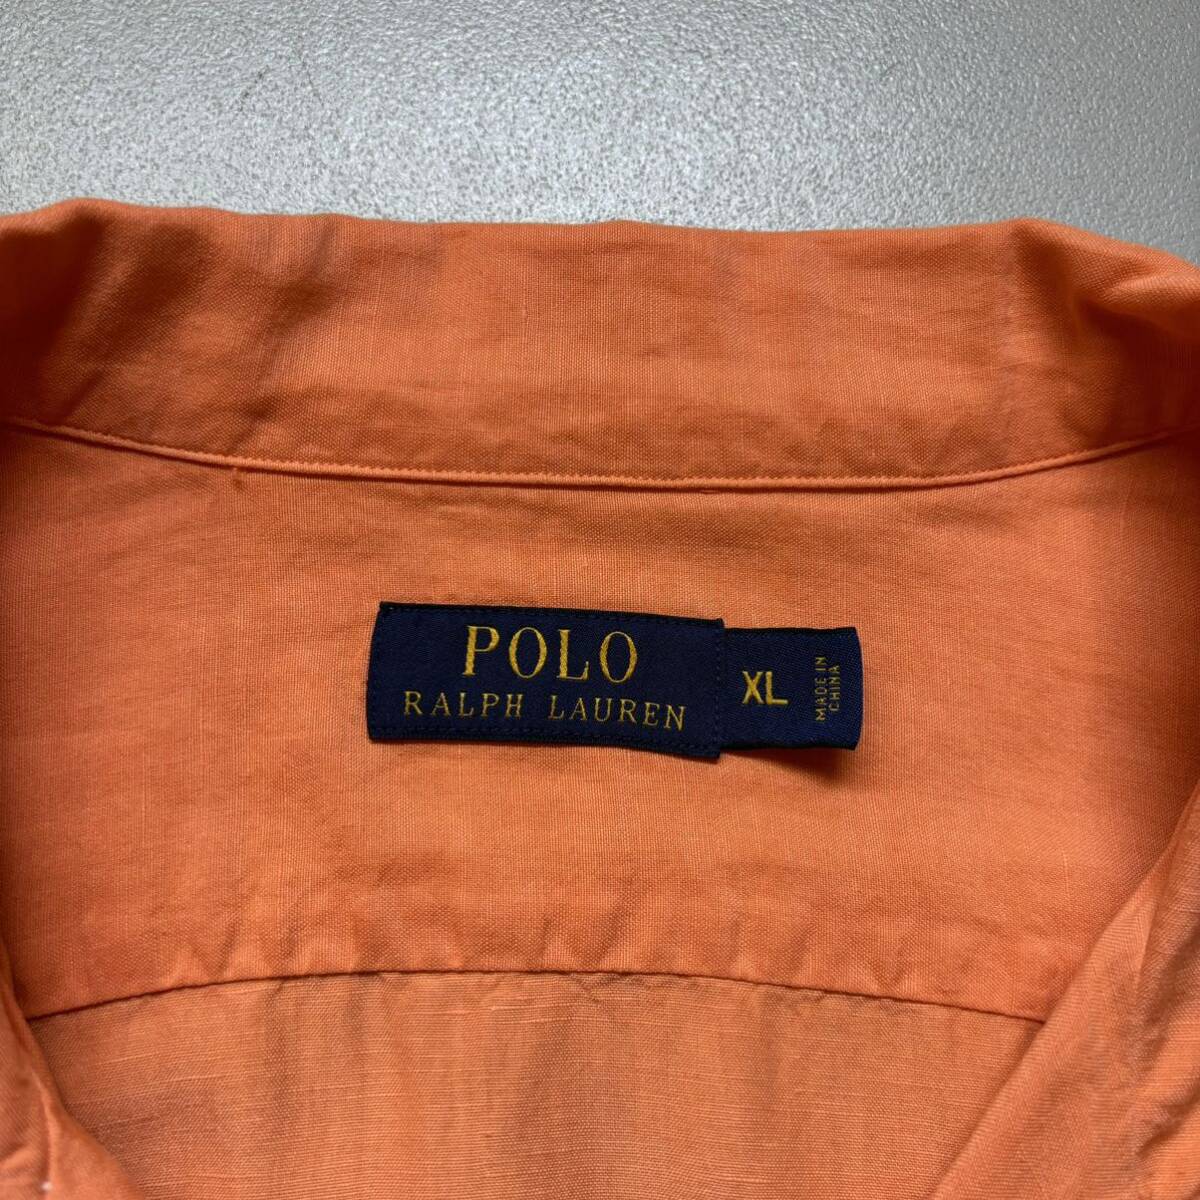 POLO
RALPH LAUREN
XL
MADE IN
CHINA